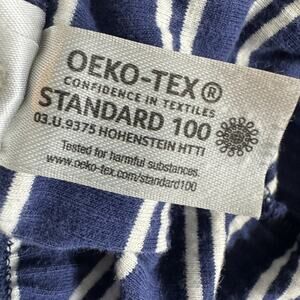 OEKO-TEX®
CONFIDENCE IN TEXTILES
STANDARD 100
03.U.9375 HOHENSTEIN HTTI
Tested for harmful substances.
www.oeko-tex.com/standard100